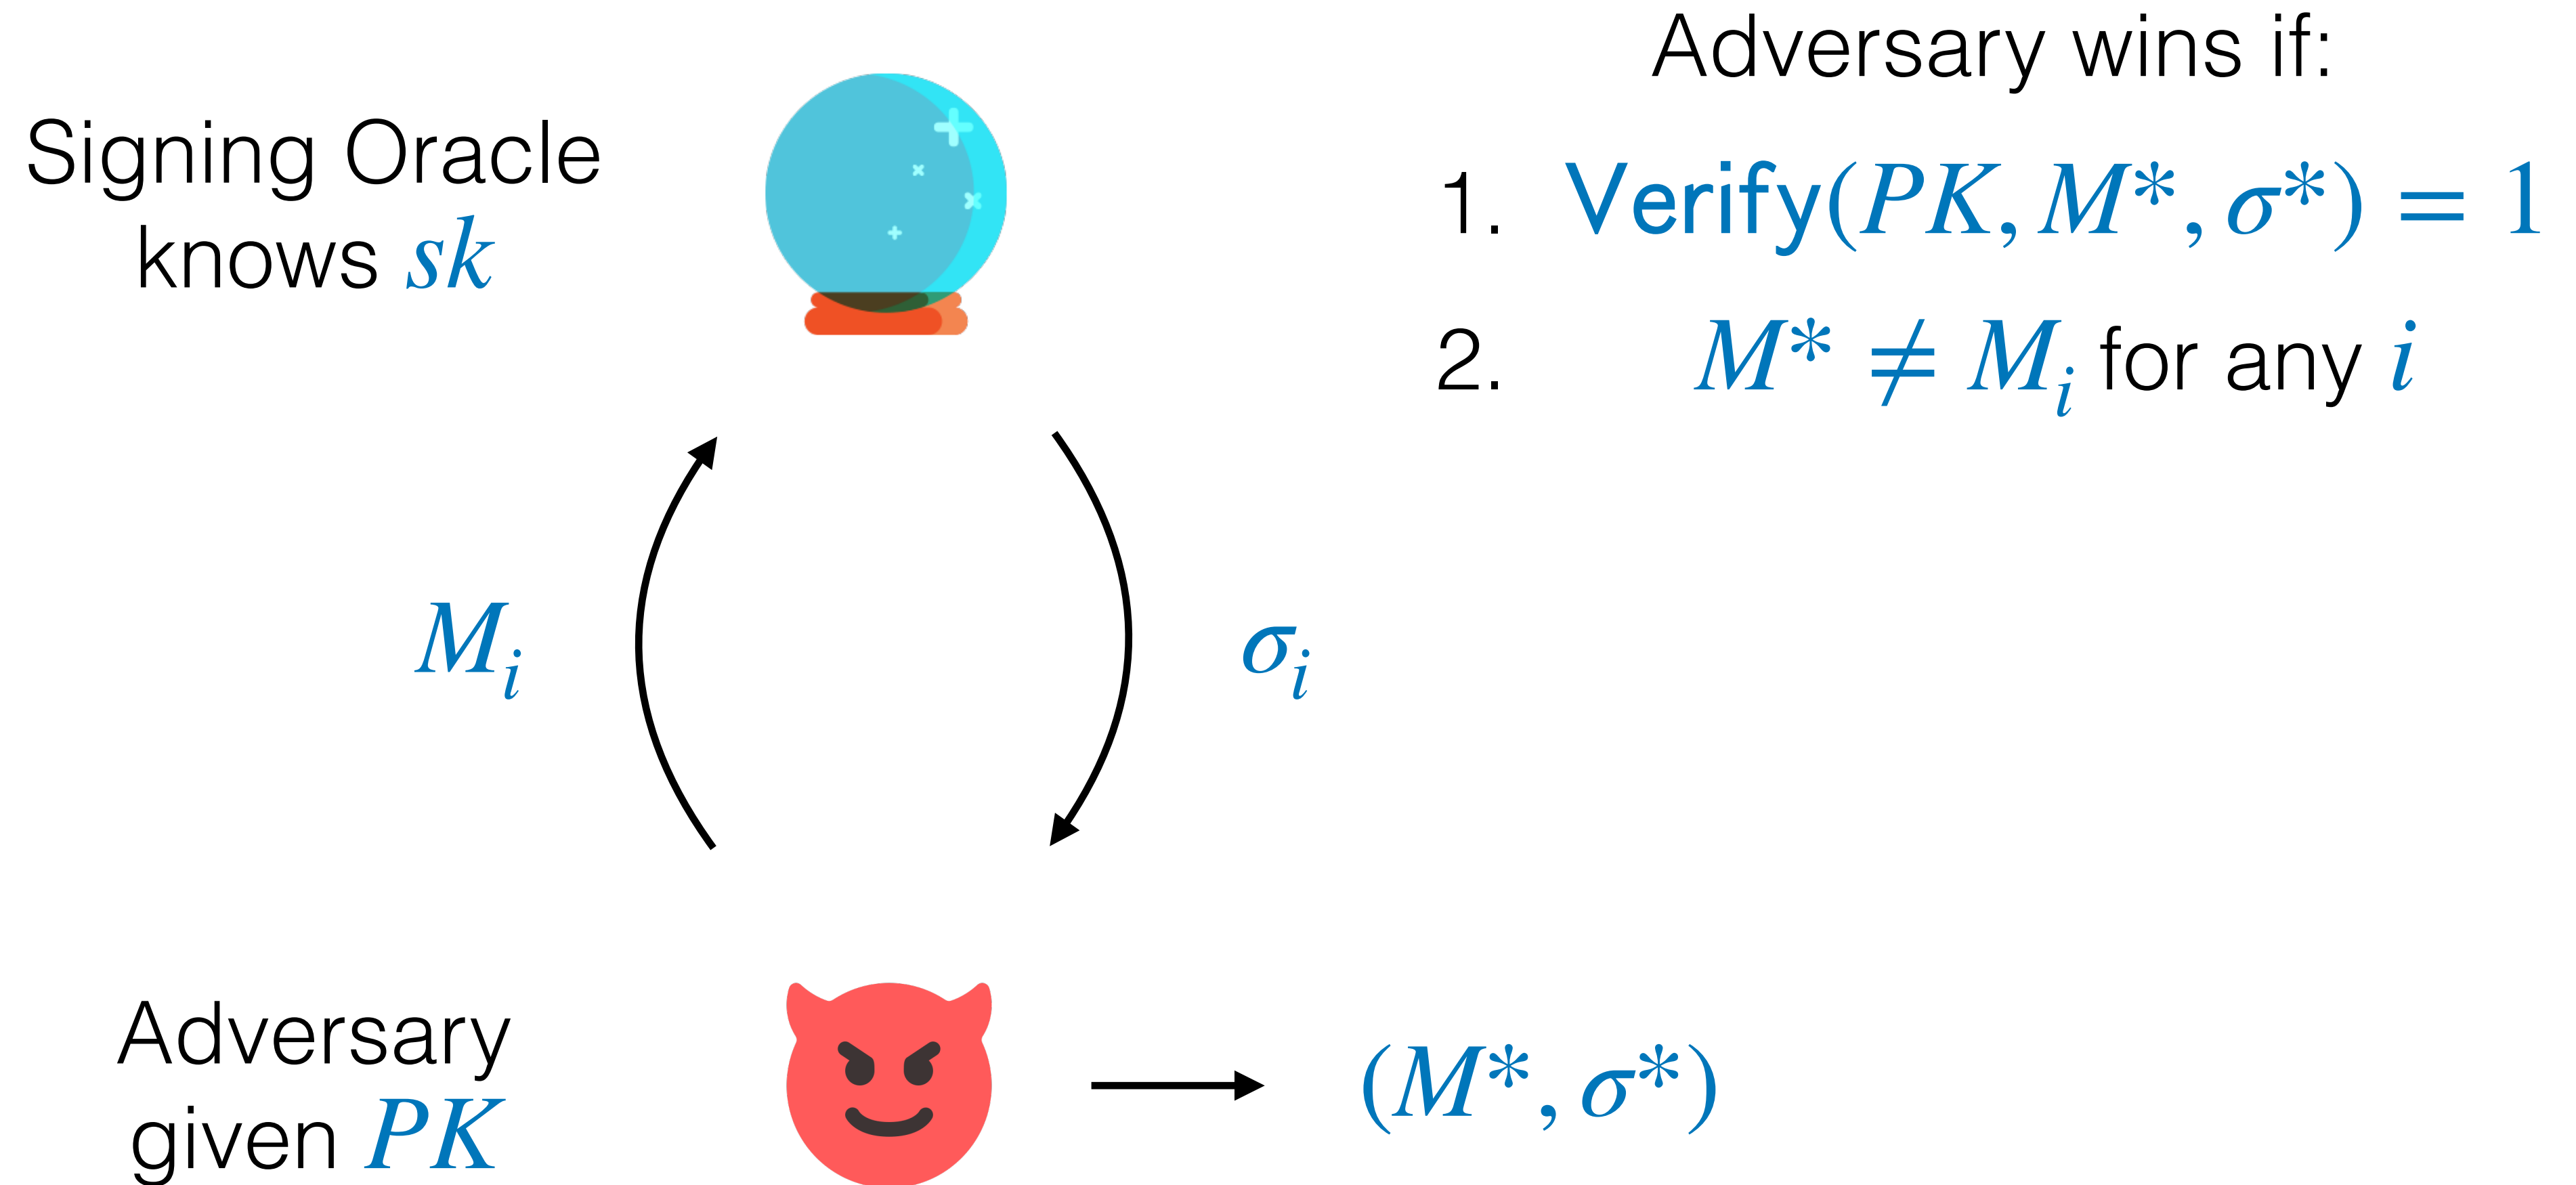 Adversary wins if:
Signing Oracle
knows sk
1. Verify(PK, M*, σ*) = 1
2. M* ≠ M_i for any i
M_i
σ_i
Adversary
given PK
(M*, σ*)